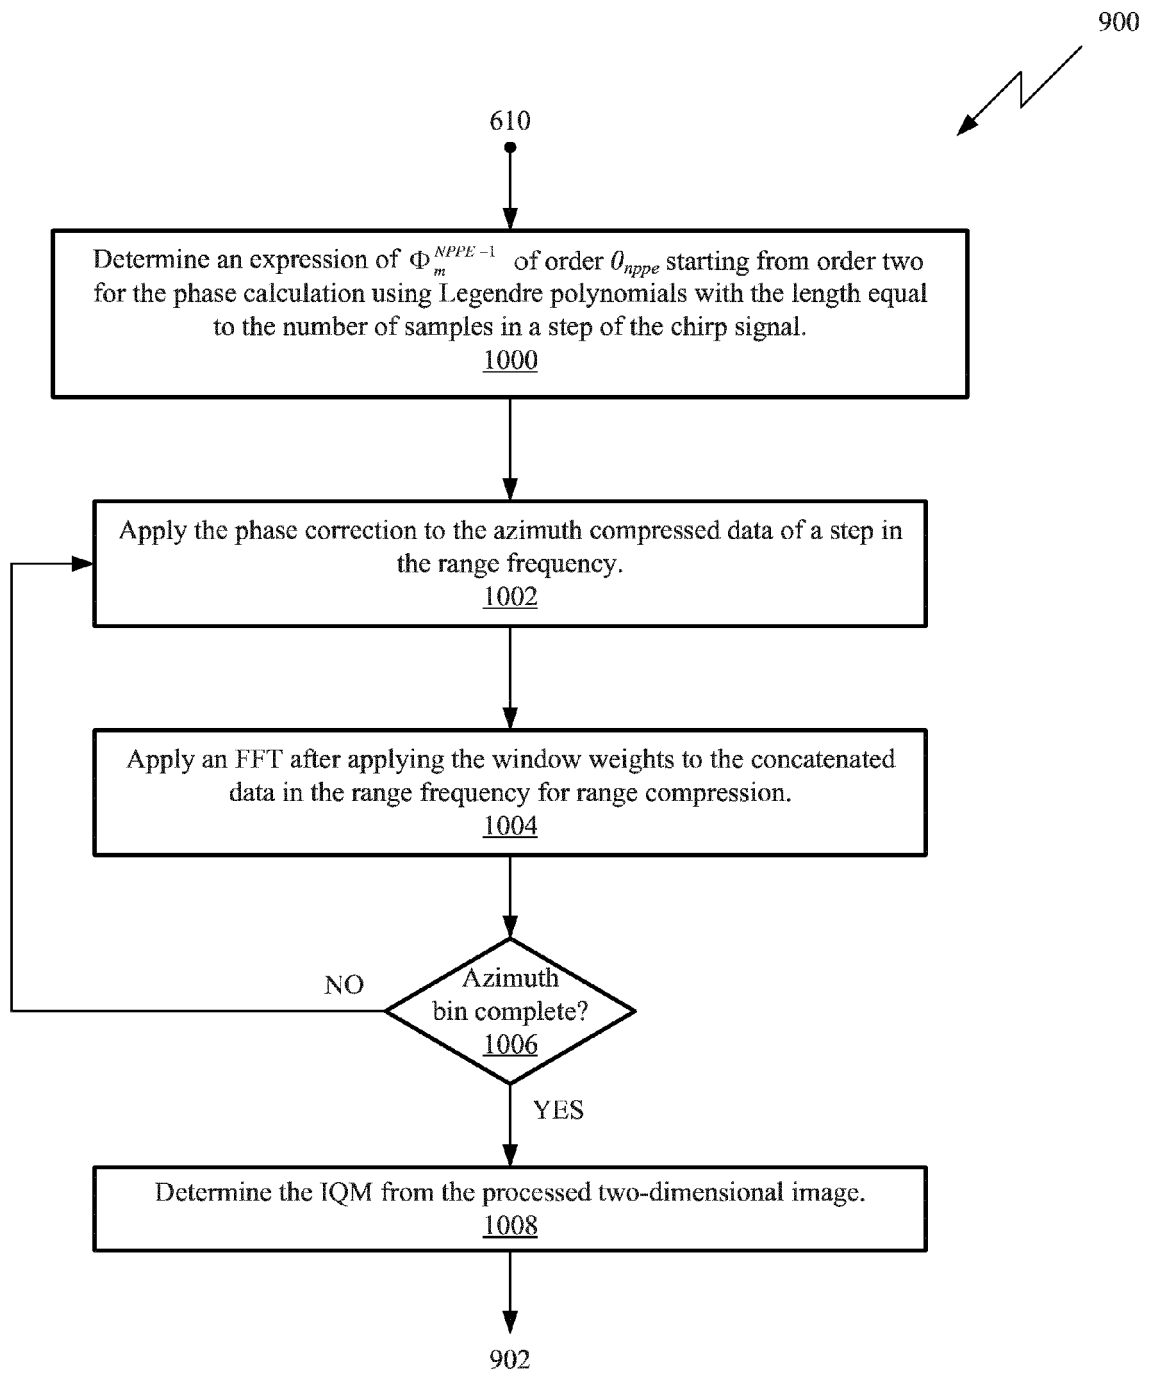 900
610
Determine an expression of Φ_m^{NPPE-1} of order θ_{nppe} starting from order two
for the phase calculation using Legendre polynomials with the length equal
to the number of samples in a step of the chirp signal.
1000
Apply the phase correction to the azimuth compressed data of a step in
the range frequency.
1002
Apply an FFT after applying the window weights to the concatenated
data in the range frequency for range compression.
1004
Azimuth
bin complete?
1006
NO
YES
Determine the IQM from the processed two-dimensional image.
1008
902